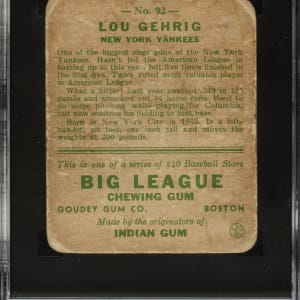 — No. 92 —
LOU GEHRIG
NEW YORK YANKEES
One of the biggest siege guns of the New York
Yankees. Hasn't led the American League in
batting up to this year, but five times finished in
the first five. Twice voted most valuable player
in American League.
What a hitter! Last year swatted 349 in 155
games and smacked out 34 home runs. Used to do
some pitching while playing for Columbia,
but now confines his folding to first base.
Born in New York City in 1903. Is a left-
hander, six feet, one inch tall and moves the
weights at 200 pounds.
This is one of a series of 240 Baseball Stars
BIG LEAGUE
CHEWING GUM
GOUDEY GUM CO. BOSTON
Made by the originators of
INDIAN GUM